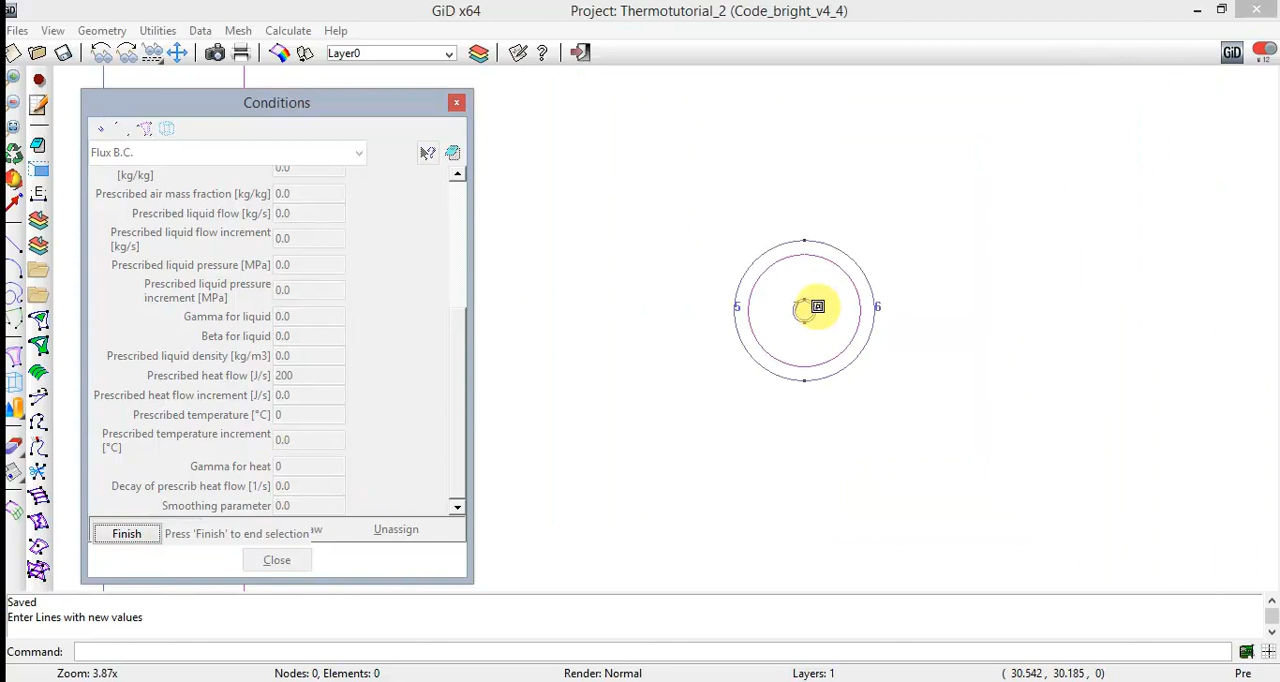 GiD x64 Project: Thermotutorial_2 (Code_bright_v4_4)
Files View Geometry Utilities Data Mesh Calculate Help
Layer0
GiD
v 12
Conditions
x
Flux B.C.
[kg/kg] 0.0
Prescribed air mass fraction [kg/kg] 0.0
Prescribed liquid flow [kg/s] 0.0
Prescribed liquid flow increment
[kg/s] 0.0
Prescribed liquid pressure [MPa] 0.0
Prescribed liquid pressure
increment [MPa] 0.0
Gamma for liquid 0.0
Beta for liquid 0.0
Prescribed liquid density [kg/m3] 0.0
Prescribed heat flow [J/s] 200
Prescribed heat flow increment [J/s] 0.0
Prescribed temperature [°C] 0
Prescribed temperature increment
[°C] 0.0
Gamma for heat 0
Decay of prescrib heat flow [1/s] 0.0
Smoothing parameter 0.0
Finish Press 'Finish' to end selection aw Unassign
Close
5 6
Saved
Enter Lines with new values
Command:
Zoom: 3.87x Nodes: 0, Elements: 0 Render: Normal Layers: 1 ( 30.542, 30.185, 0) Pre